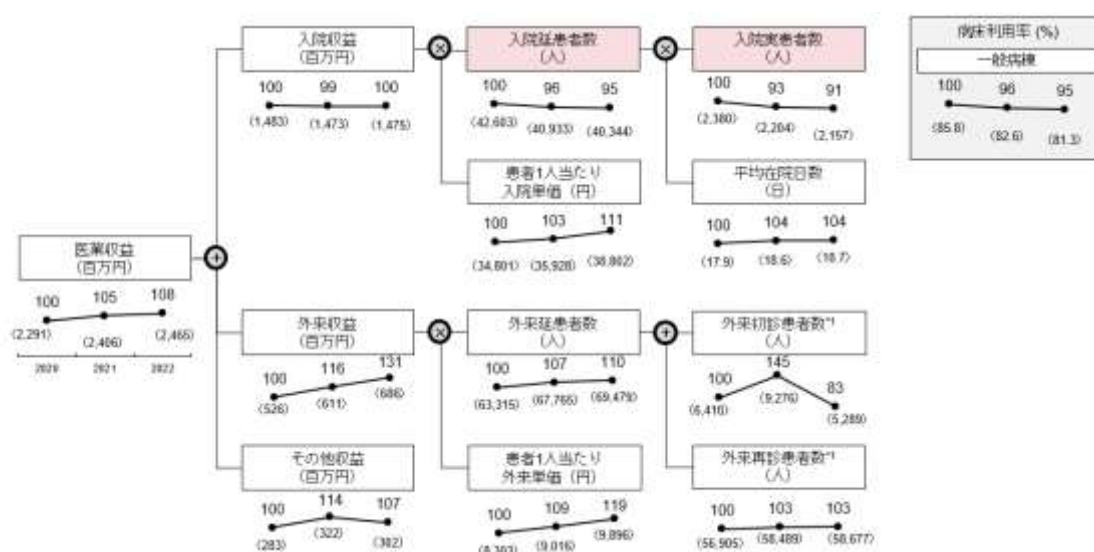 入院収益
(百万円)
100 99 100
(1,483) (1,473) (1,475)
×
入院延患者数
(人)
100 96 95
(42,603) (40,933) (40,344)
×
入院実患者数
(人)
100 93 91
(2,380) (2,204) (2,157)
病床利用率 (%)
一般病棟
100 96 95
(85.8) (82.6) (81.3)
患者1人当たり
入院単価 (円)
100 103 111
(34,801) (35,928) (38,802)
平均在院日数
(日)
100 104 104
(17.9) (18.6) (18.7)
医業収益
(百万円)
100 105 108
(2,291) (2,406) (2,465)
2020 2021 2022
+
外来収益
(百万円)
100 116 131
(526) (611) (686)
×
外来延患者数
(人)
100 107 110
(63,315) (67,765) (69,479)
+
外来初診患者数*1
(人)
100 145 83
(6,410) (9,276) (5,289)
その他収益
(百万円)
100 114 107
(283) (322) (302)
患者1人当たり
外来単価 (円)
100 109 119
(8,303) (9,016) (9,896)
外来再診患者数*1
(人)
100 103 103
(56,905) (58,489) (58,677)